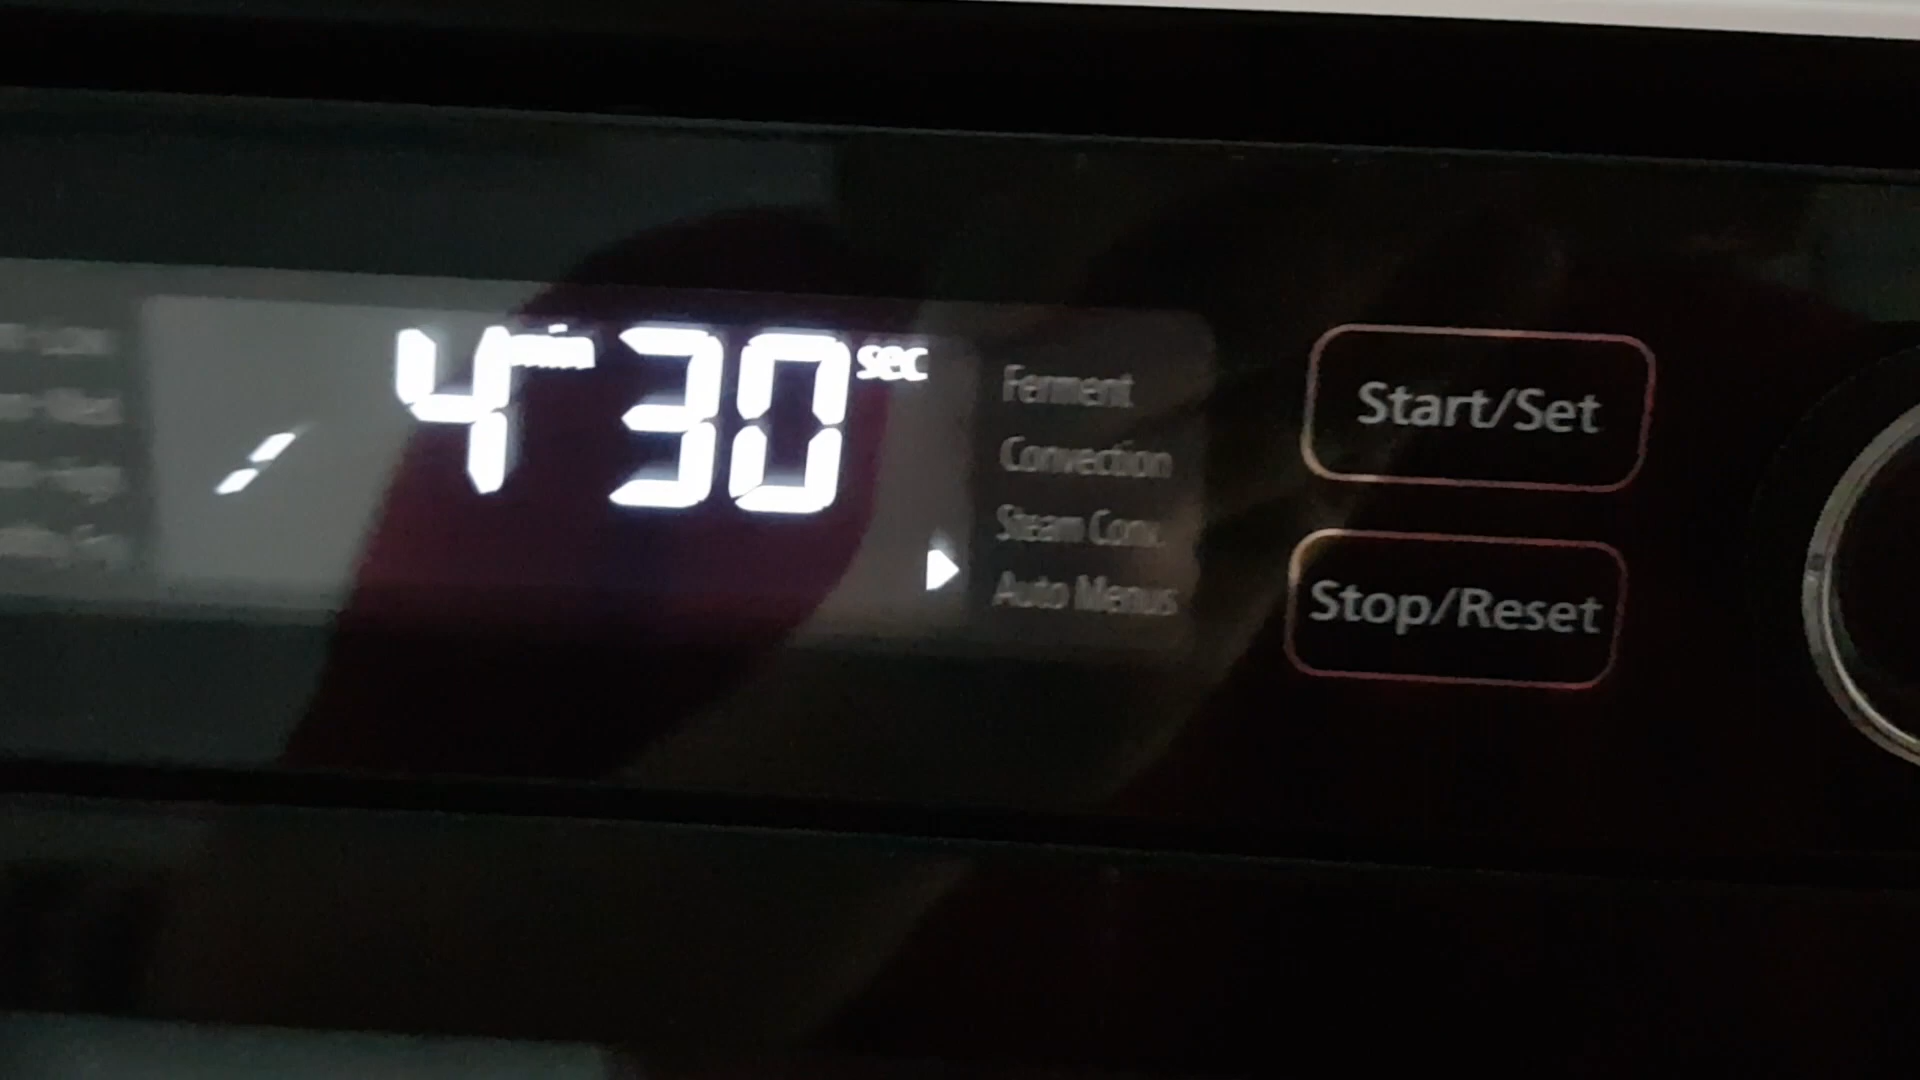 4 min 30 sec
Ferment
Convection
Steam Conv.
Auto Menus
Start/Set
Stop/Reset